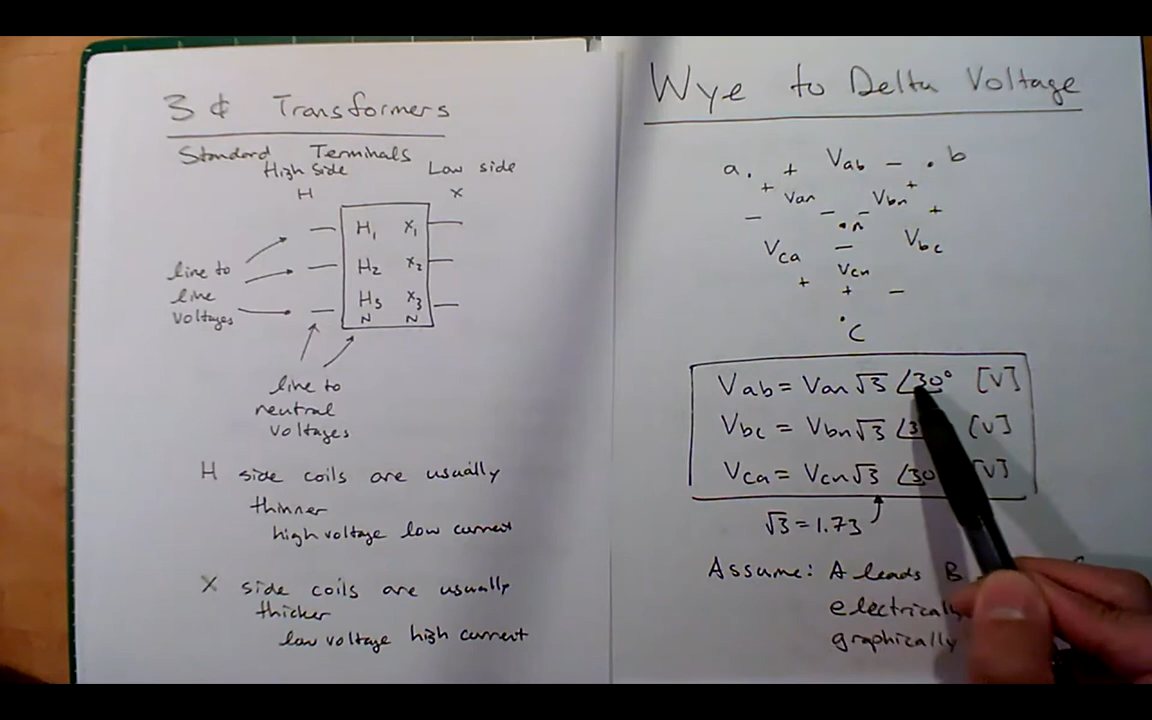 3 ¢ Transformers
Standard Terminals
High side Low side
H X
H1 X1
H2 X2
H3 X3
N N
line to
line
voltages
line to
neutral
voltages
H side coils are usually
thinner
high voltage low current
X side coils are usually
thicker
low voltage high current
Wye to Delta Voltage
a. + Vab - . b
+ Van - - Vbn +
- .n +
Vca - Vbc
+ Vcn -
+
. C
Vab = Van √3 ∠30° [V]
Vbc = Vbn √3 ∠3 [V]
Vca = Vcn √3 ∠30 [V]
√3 = 1.73
Assume: A leads B
electrically
graphically